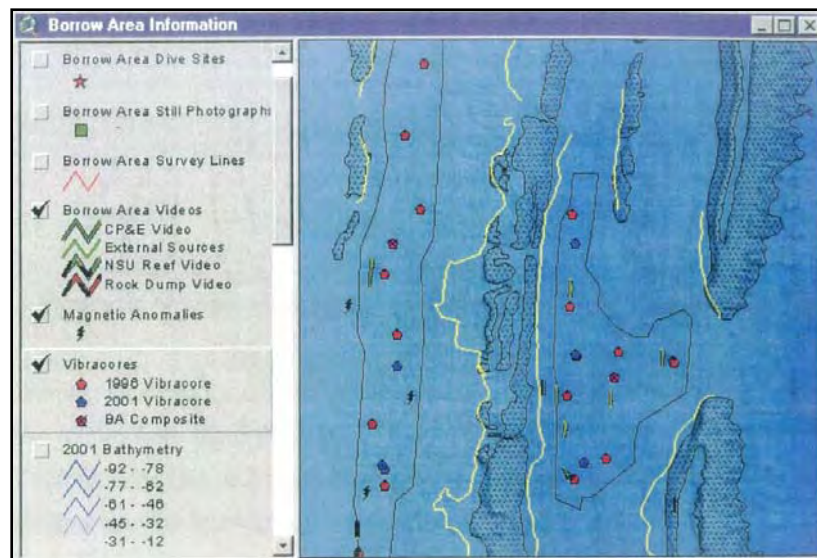 Borrow Area Information
Borrow Area Dive Sites
Borrow Area Still Photographs
Borrow Area Survey Lines
Borrow Area Videos
CP&E Video
External Sources
NSU Reef Video
Rock Dump Video
Magnetic Anomalies
Vibracores
1996 Vibracore
2001 Vibracore
BA Composite
2001 Bathymetry
-92 - -78
-77 - -62
-61 - -46
-45 - -32
-31 - -12